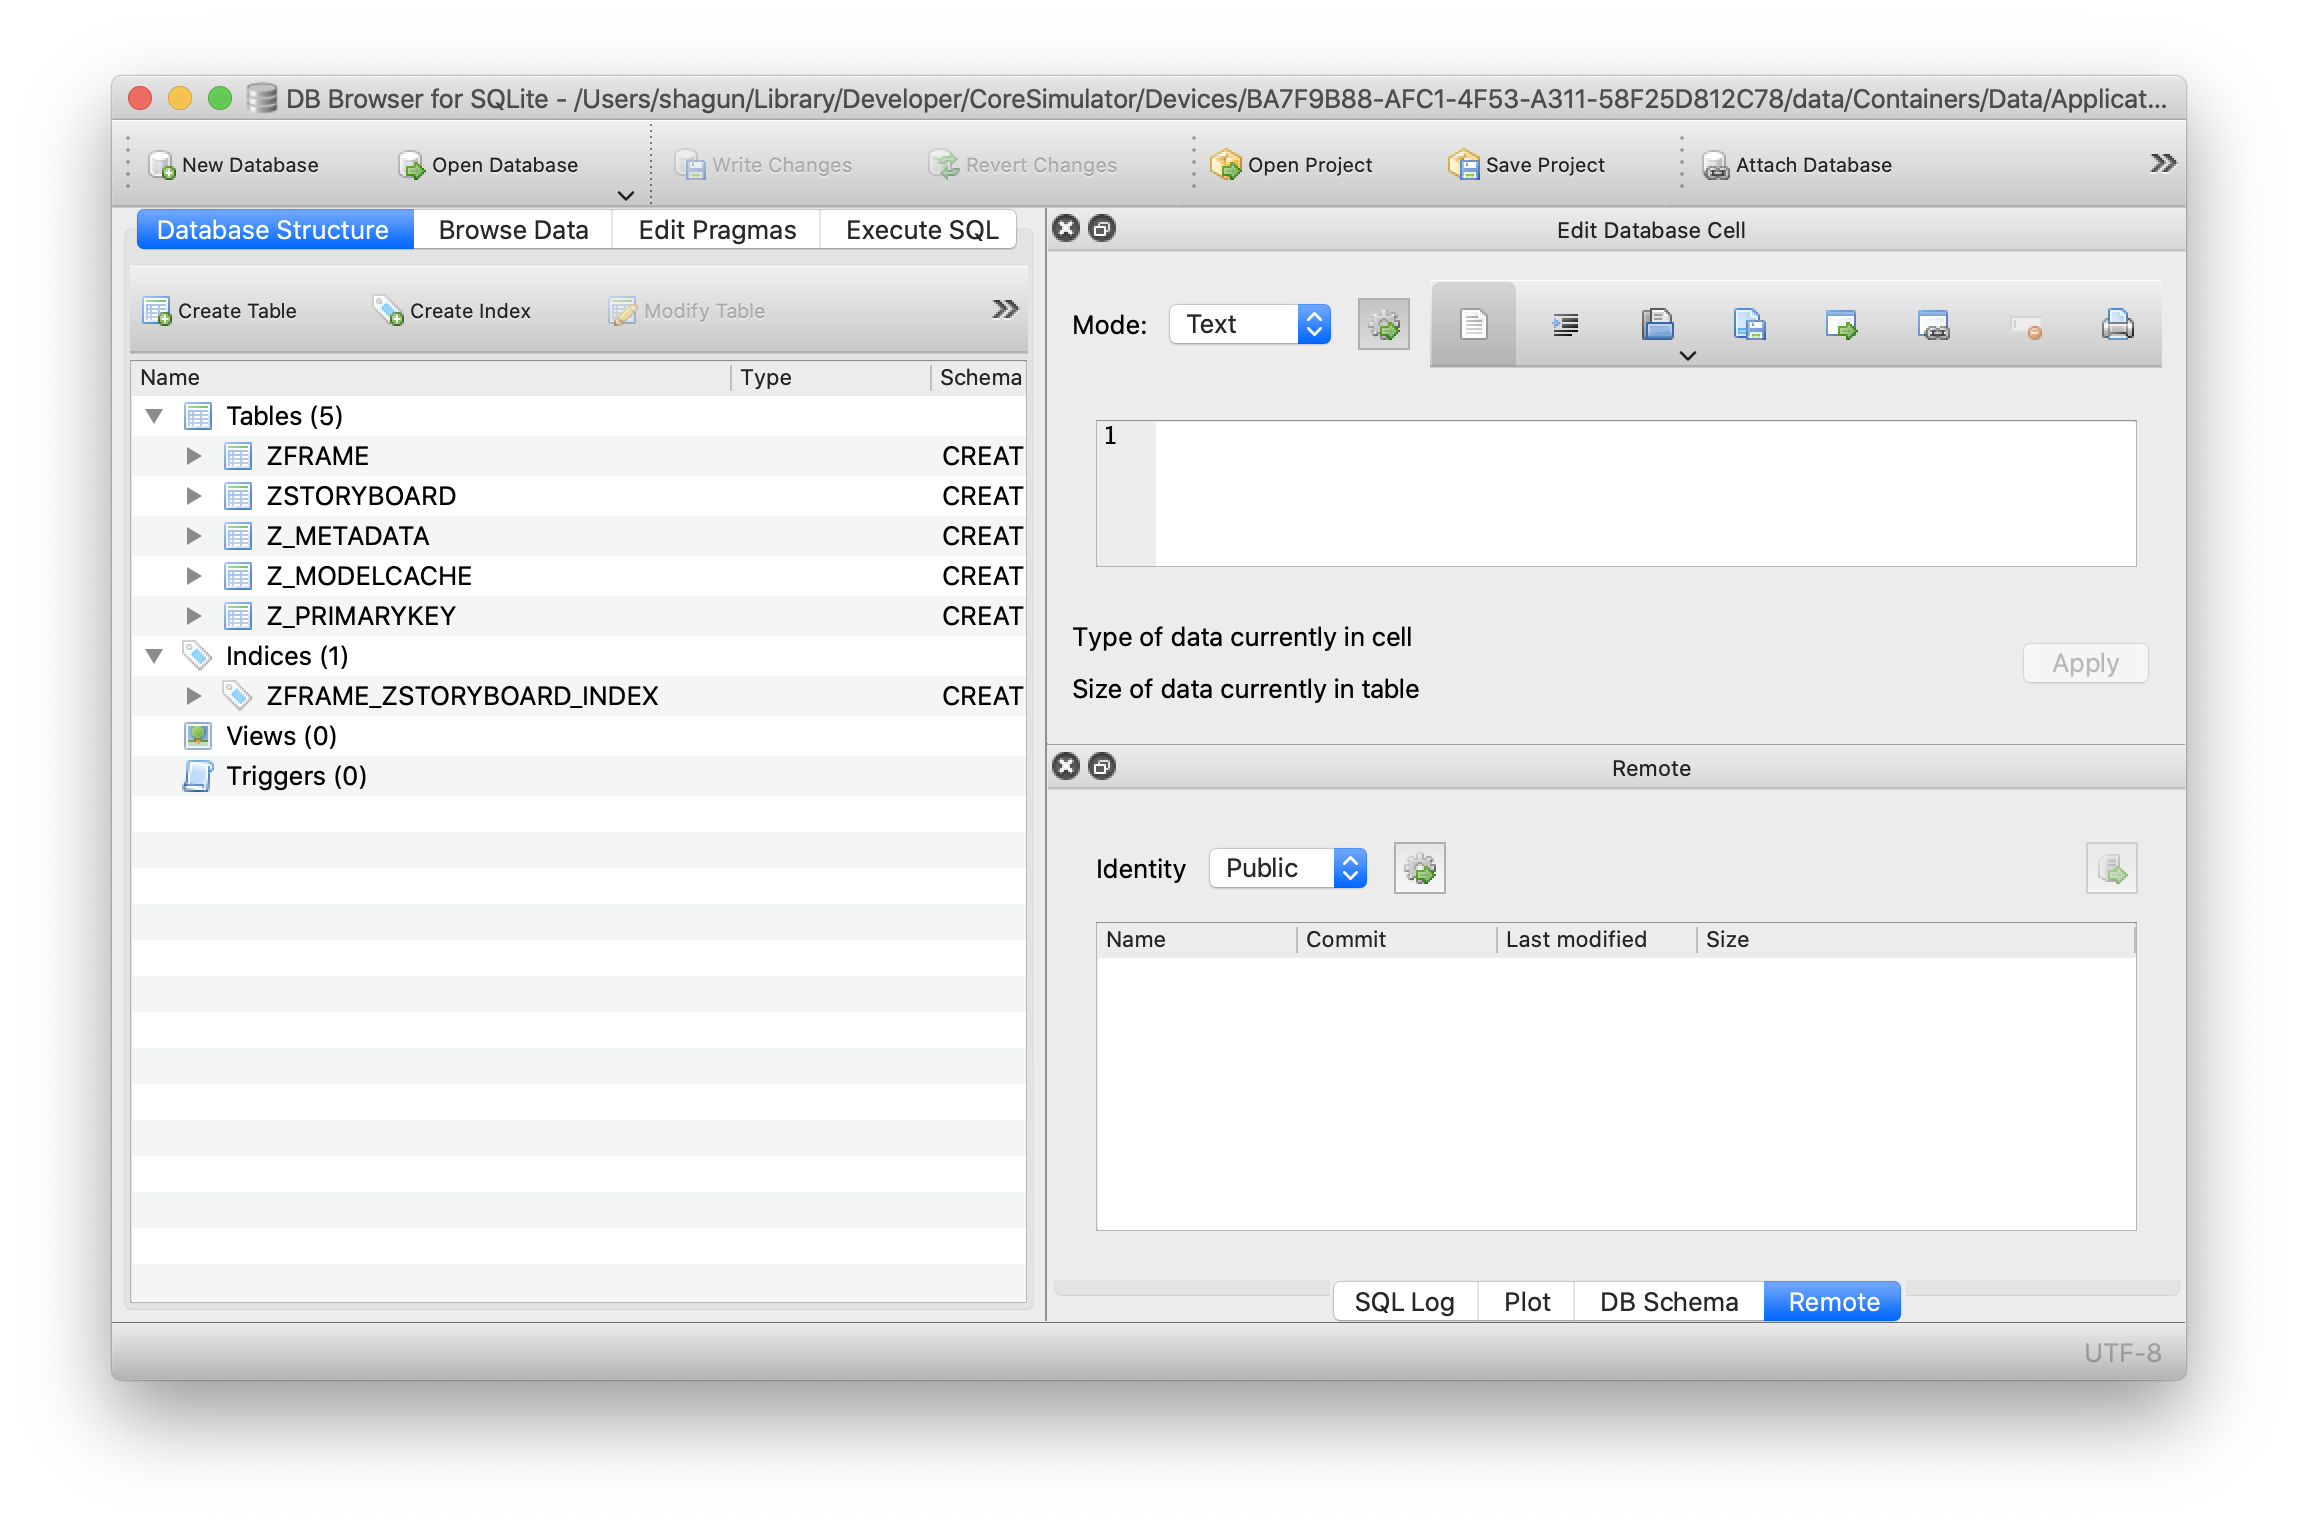 DB Browser for SQLite - /Users/shagun/Library/Developer/CoreSimulator/Devices/BA7F9B88-AFC1-4F53-A311-58F25D812C78/data/Containers/Data/Applicat...
New Database Open Database Write Changes Revert Changes Open Project Save Project Attach Database
Database Structure Browse Data Edit Pragmas Execute SQL
Create Table Create Index Modify Table
Name Type Schema
Tables (5)
ZFRAME CREAT
ZSTORYBOARD CREAT
Z_METADATA CREAT
Z_MODELCACHE CREAT
Z_PRIMARYKEY CREAT
Indices (1)
ZFRAME_ZSTORYBOARD_INDEX CREAT
Views (0)
Triggers (0)
Edit Database Cell
Mode: Text
1
Type of data currently in cell
Size of data currently in table
Apply
Remote
Identity Public
Name Commit Last modified Size
SQL Log Plot DB Schema Remote
UTF-8